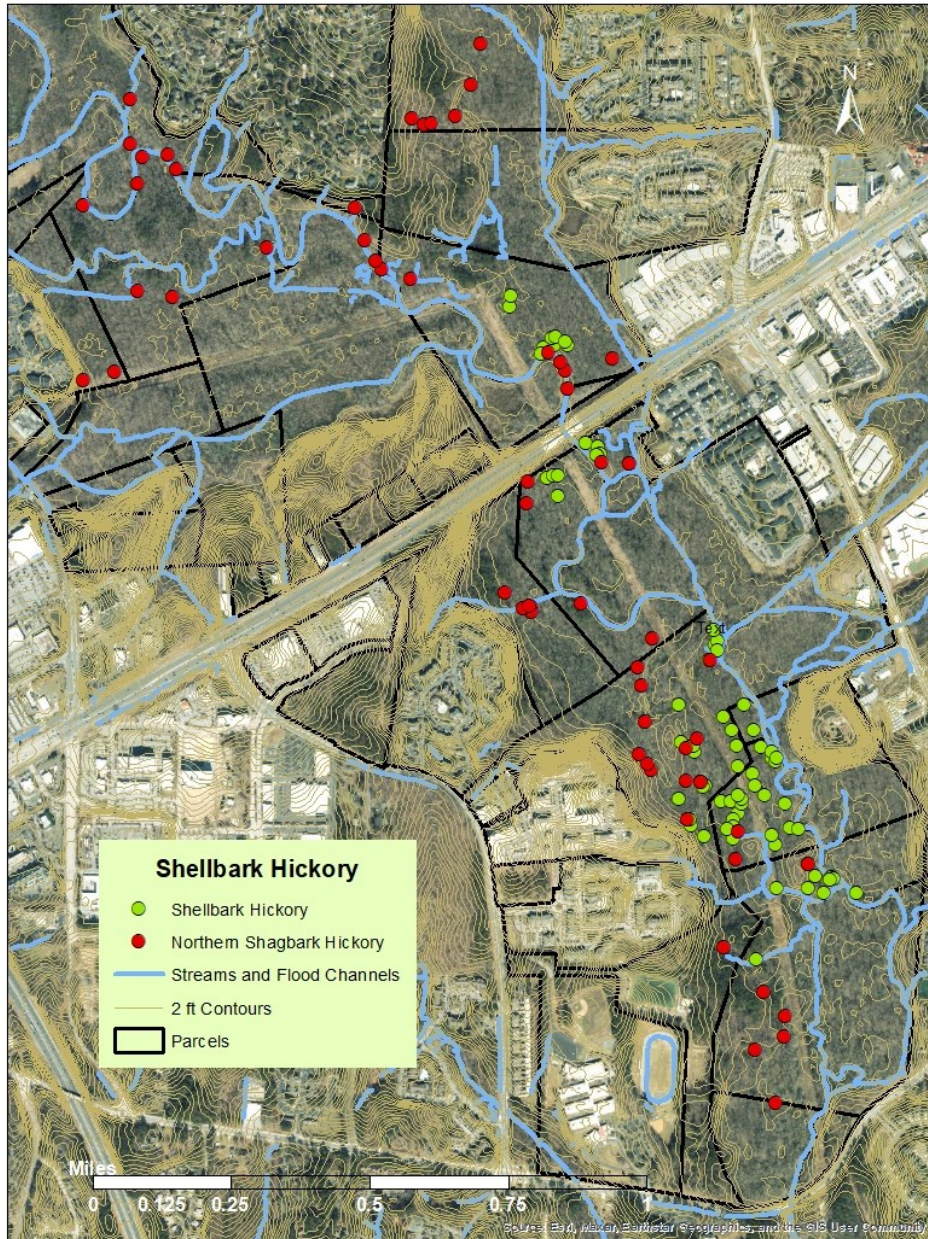 N
Text
Shellbark Hickory
Shellbark Hickory
Northern Shagbark Hickory
Streams and Flood Channels
2 ft Contours
Parcels
Miles
0 0.125 0.25 0.5 0.75 1
Source: Esri, Maxar, Earthstar Geographics, and the GIS User Community